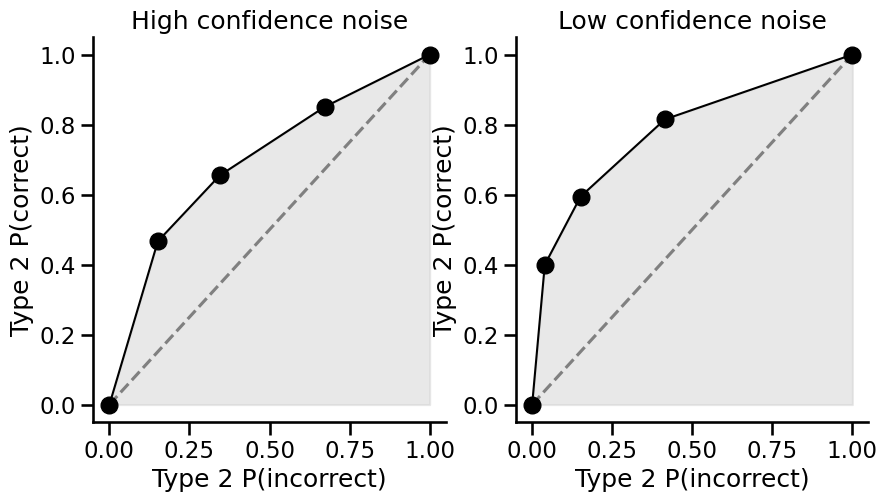 High confidence noise
1.0
0.8
0.6
0.4
0.2
0.0
Type 2 P(correct)
0.00 0.25 0.50 0.75 1.00
Type 2 P(incorrect)
Low confidence noise
1.0
0.8
0.6
0.4
0.2
0.0
Type 2 P(correct)
0.00 0.25 0.50 0.75 1.00
Type 2 P(incorrect)